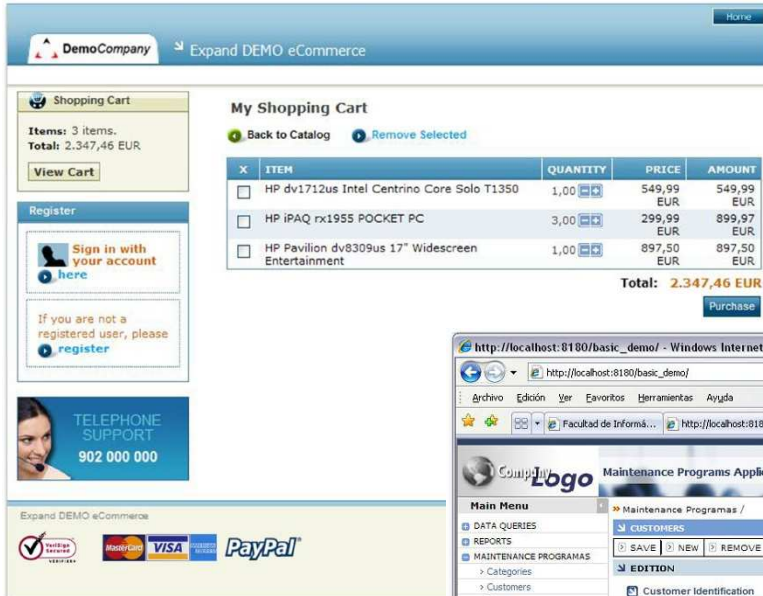 Home
DemoCompany
Expand DEMO eCommerce
Shopping Cart
Items: 3 items.
Total: 2.347,46 EUR
View Cart
Register
Sign in with
your account
here
If you are not a
registered user, please
register
TELEPHONE
SUPPORT
902 000 000
My Shopping Cart
Back to Catalog Remove Selected
X ITEM QUANTITY PRICE AMOUNT
HP dv1712us Intel Centrino Core Solo T1350 1,00 549,99 549,99
EUR EUR
HP iPAQ rx1955 POCKET PC 3,00 299,99 899,97
EUR EUR
HP Pavilion dv8309us 17" Widescreen 1,00 897,50 897,50
Entertainment EUR EUR
Total: 2.347,46 EUR
Purchase
http://localhost:8180/basic_demo/ - Windows Internet
http://localhost:8180/basic_demo/
Archivo Edición Ver Favoritos Herramientas Ayuda
Facultad de Informá... http://localhost:818
Company Logo
Maintenance Programs Applic
Main Menu
DATA QUERIES
REPORTS
MAINTENANCE PROGRAMAS
> Categories
> Customers
» Maintenance Programas /
CUSTOMERS
SAVE NEW REMOVE
EDITION
Customer Identification
Expand DEMO eCommerce
VeriSign
Secured
VERIFIED
MasterCard VISA PayPal